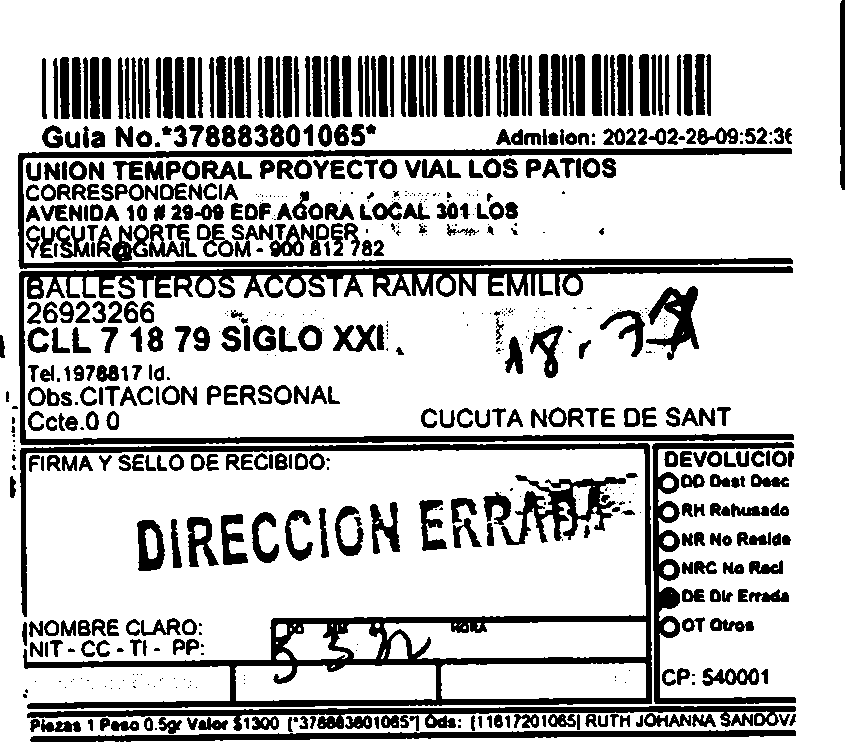 Guia No.*378883801065* Admision: 2022-02-28-09:52:36
UNION TEMPORAL PROYECTO VIAL LOS PATIOS
CORRESPONDENCIA
AVENIDA 10 # 29-09 EDF AGORA LOCAL 301 LOS
CUCUTA NORTE DE SANTANDER
YEISMIR@GMAIL COM - 900 812 782
BALLESTEROS ACOSTA RAMON EMILIO
26923266
CLL 7 18 79 SIGLO XXI
18.
Tel.1978817 Id.
Obs.CITACION PERSONAL
Ccte.0 0 CUCUTA NORTE DE SANT
FIRMA Y SELLO DE RECIBIDO:
DEVOLUCION
DD Dest Desc
RH Rehusado
NR No Reside
NRC No Recl
DE Dir Errada
OT Otros
DIRECCION ERRADA
NOMBRE CLARO:
HORA
NIT - CC - TI - PP:
CP: 540001
Piezas 1 Peso 0.5gr Valor $1300 [*378883801065*] Ods: [11617201065] RUTH JOHANNA SANDOVA